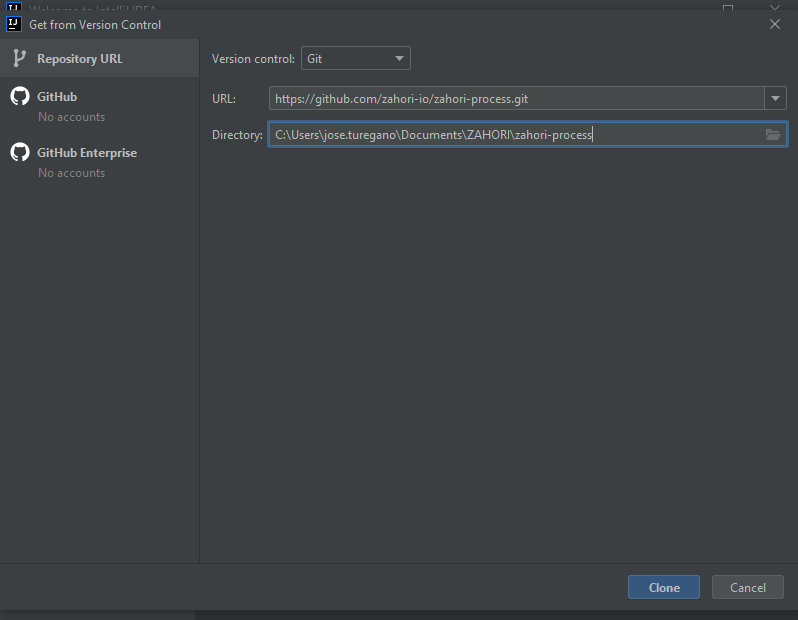 Welcome to IntelliJ IDEA
Get from Version Control
Repository URL
GitHub
No accounts
GitHub Enterprise
No accounts
Version control: Git
URL: https://github.com/zahori-io/zahori-process.git
Directory: C:\Users\jose.turegano\Documents\ZAHORI\zahori-process
Clone Cancel